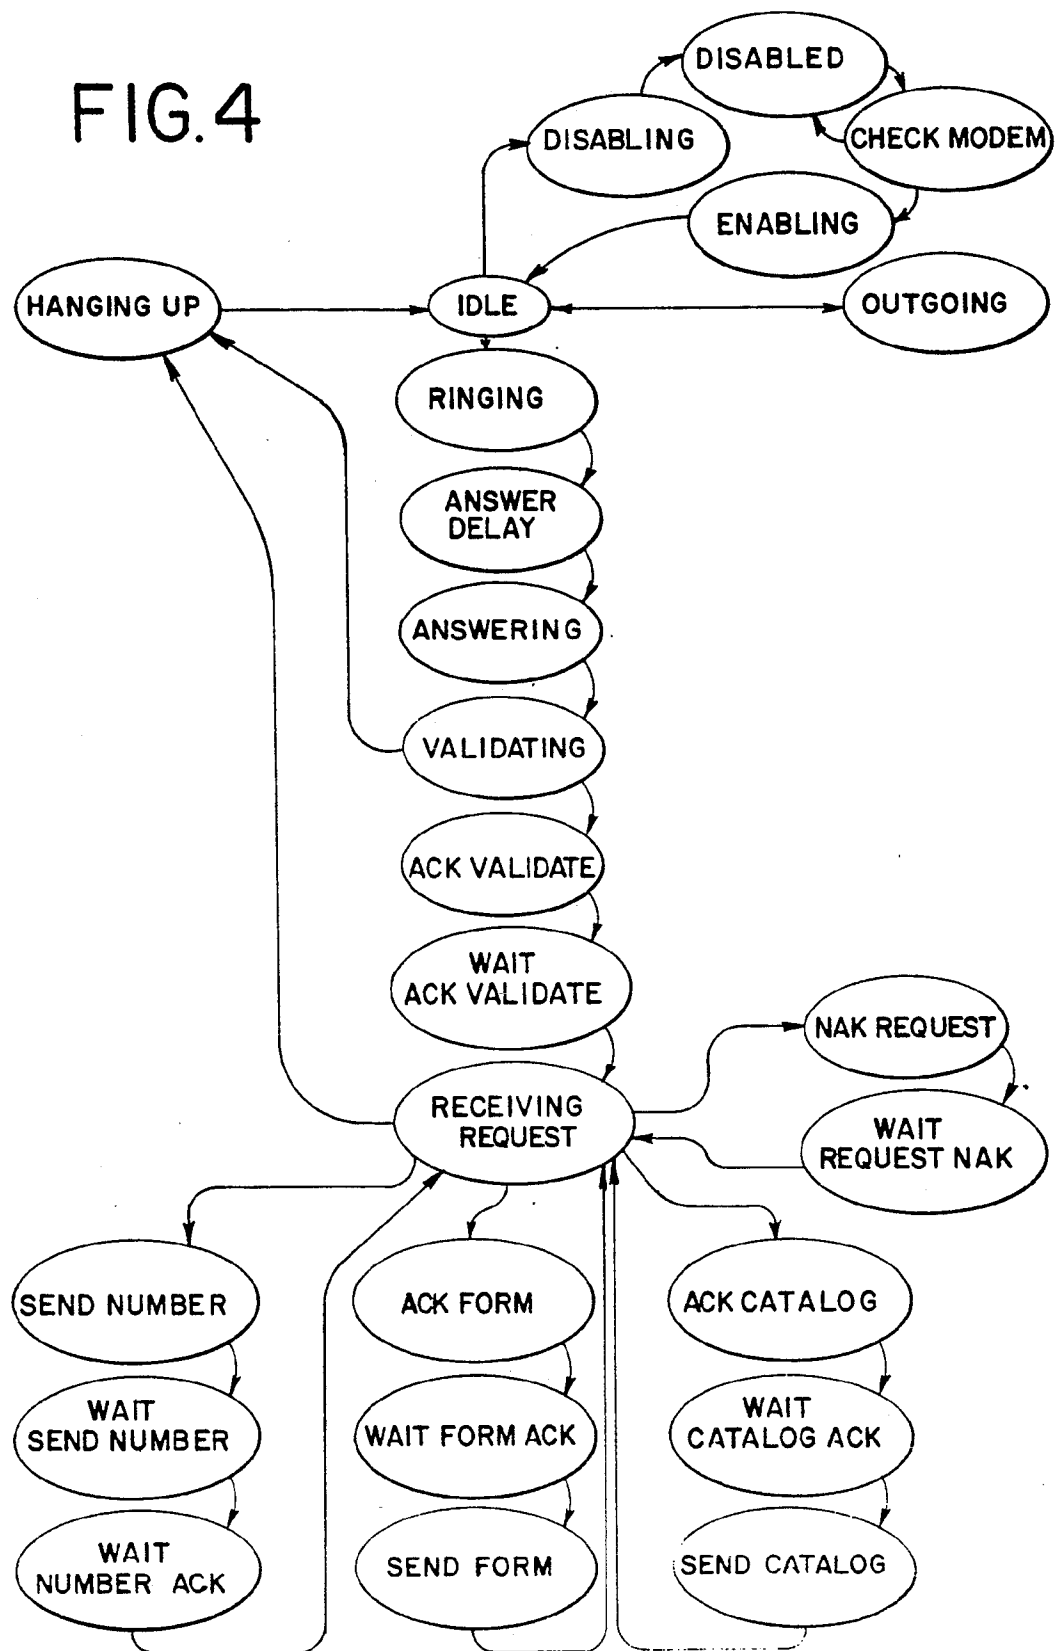 FIG. 4
DISABLED
DISABLING
CHECK MODEM
ENABLING
HANGING UP
IDLE
OUTGOING
RINGING
ANSWER
DELAY
ANSWERING
VALIDATING
ACK VALIDATE
WAIT
ACK VALIDATE
NAK REQUEST
RECEIVING
REQUEST
WAIT
REQUEST NAK
SEND NUMBER
ACK FORM
ACK CATALOG
WAIT
SEND NUMBER
WAIT FORM ACK
WAIT
CATALOG ACK
WAIT
NUMBER ACK
SEND FORM
SEND CATALOG